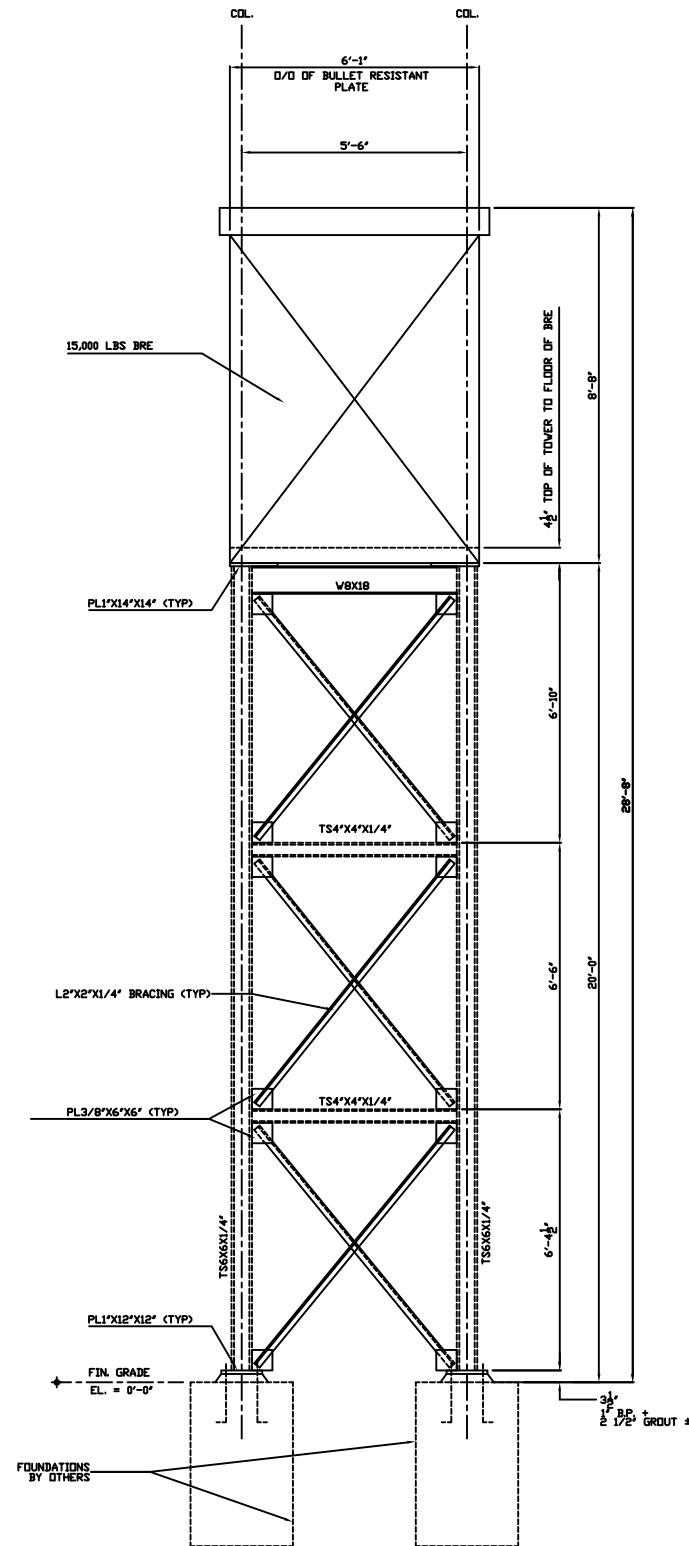 COL.
COL.
6'-1"
O/O OF BULLET RESISTANT
PLATE
5'-6"
15,000 LBS BRE
4 1/2" TOP OF TOWER TO FLOOR OF BRE
8'-8"
W8X18
PL1"X14"X14" (TYP)
6'-10"
28'-8"
TS4"X4"X1/4"
L2"X2"X1/4" BRACING (TYP)
6'-6"
20'-0"
TS4"X4"X1/4"
PL3/8"X6"X6" (TYP)
TS6X6X1/4"
TS6X6X1/4"
6'-4 1/2"
PL1"X12"X12" (TYP)
FIN. GRADE
EL. = 0'-0"
3 1/2"
1" B.P. +
2 1/2" GROUT ±
FOUNDATIONS
BY OTHERS